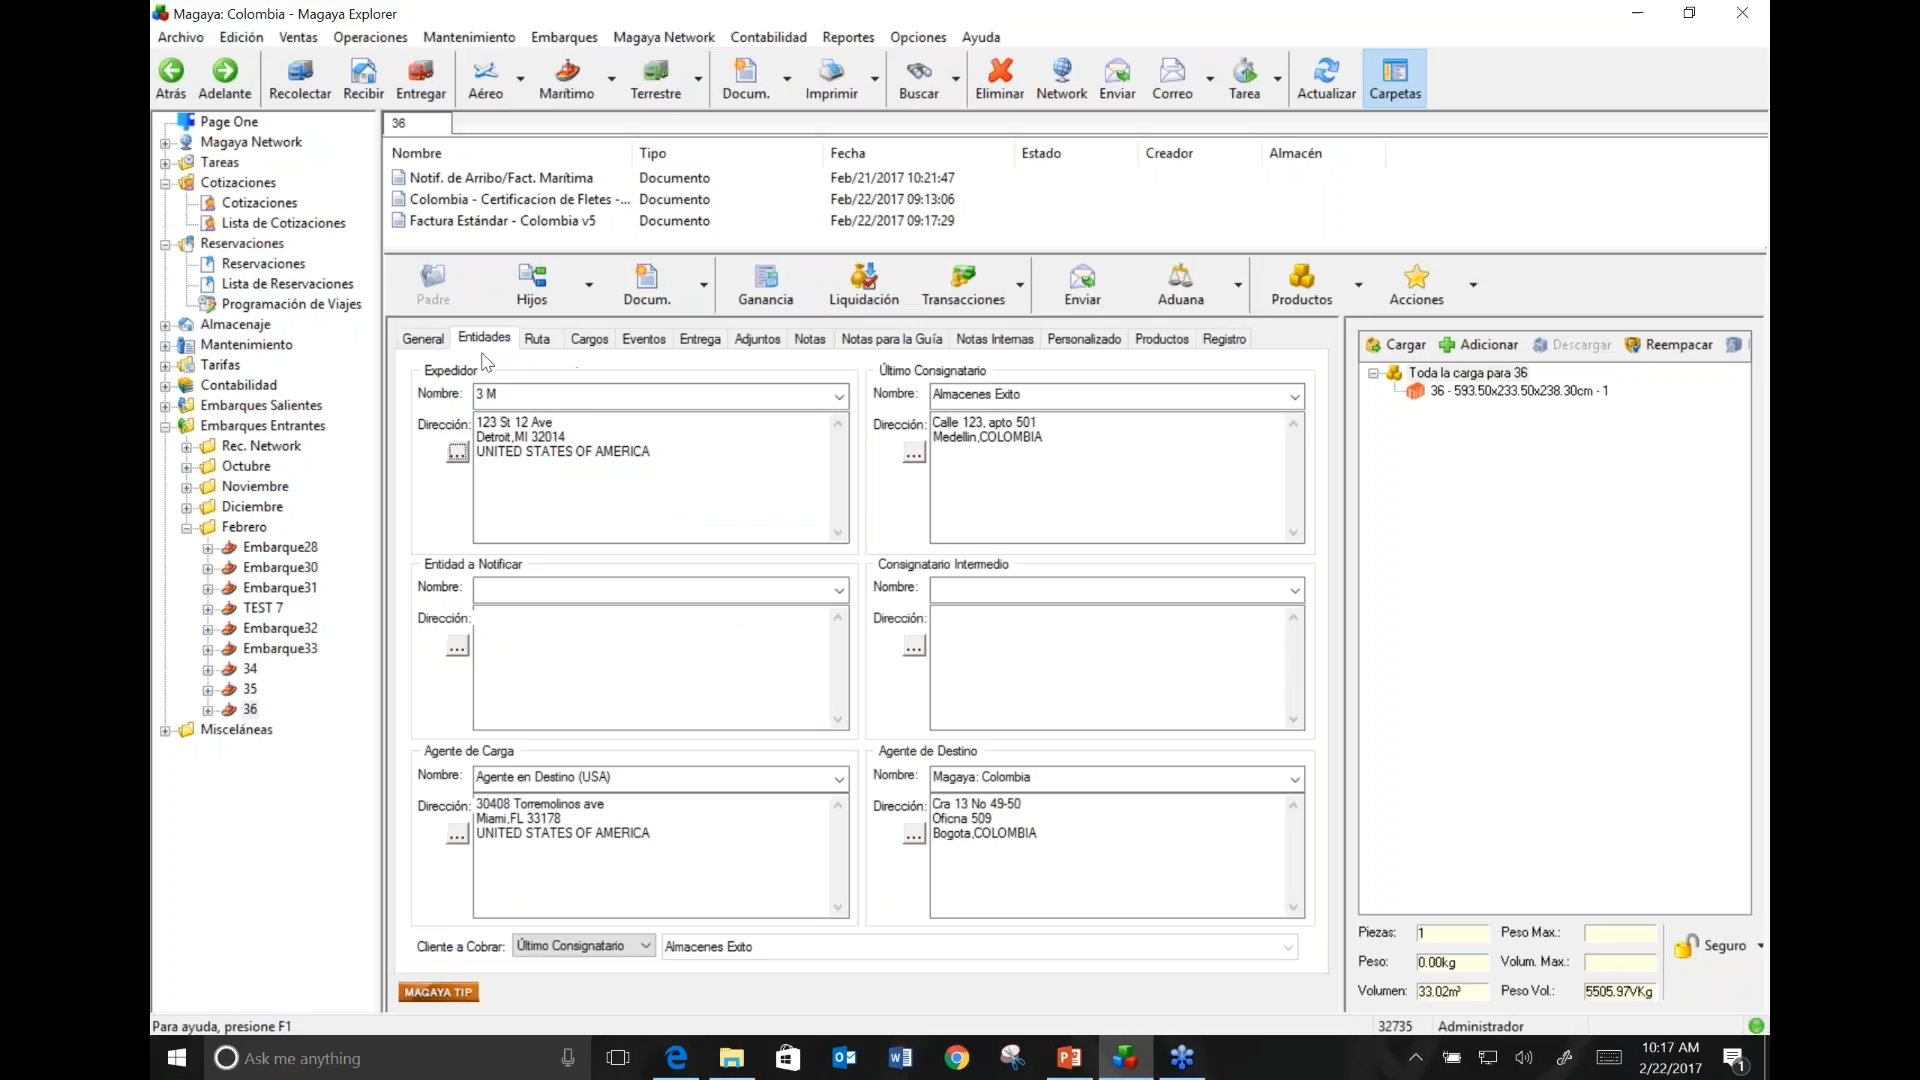 Magaya: Colombia - Magaya Explorer
Archivo Edición Ventas Operaciones Mantenimiento Embarques Magaya Network Contabilidad Reportes Opciones Ayuda
Atrás Adelante Recolectar Recibir Entregar Aéreo Marítimo Terrestre Docum. Imprimir Buscar Eliminar Network Enviar Correo Tarea Actualizar Carpetas
Page One
Magaya Network
Tareas
Cotizaciones
Cotizaciones
Lista de Cotizaciones
Reservaciones
Reservaciones
Lista de Reservaciones
Programación de Viajes
Almacenaje
Mantenimiento
Tarifas
Contabilidad
Embarques Salientes
Embarques Entrantes
Rec. Network
Octubre
Noviembre
Diciembre
Febrero
Embarque28
Embarque30
Embarque31
TEST 7
Embarque32
Embarque33
34
35
36
Misceláneas
36
Nombre Tipo Fecha Estado Creador Almacén
Notif. de Arribo/Fact. Marítima Documento Feb/21/2017 10:21:47
Colombia - Certificacion de Fletes -... Documento Feb/22/2017 09:13:06
Factura Estándar - Colombia v5 Documento Feb/22/2017 09:17:29
Padre Hijos Docum. Ganancia Liquidación Transacciones Enviar Aduana Productos Acciones
General Entidades Ruta Cargos Eventos Entrega Adjuntos Notas Notas para la Guía Notas Internas Personalizado Productos Registro
Expedidor
Nombre: 3 M
Dirección: 123 St 12 Ave
Detroit,MI 32014
... UNITED STATES OF AMERICA
Último Consignatario
Nombre: Almacenes Exito
Dirección: Calle 123, apto 501
Medellin,COLOMBIA
...
Entidad a Notificar
Nombre:
Dirección:
...
Consignatario Intermedio
Nombre:
Dirección:
...
Agente de Carga
Nombre: Agente en Destino (USA)
Dirección: 30408 Torremolinos ave
Miami,FL 33178
... UNITED STATES OF AMERICA
Agente de Destino
Nombre: Magaya: Colombia
Dirección: Cra 13 No 49-50
Oficna 509
... Bogota,COLOMBIA
Cliente a Cobrar: Último Consignatario Almacenes Exito
MAGAYA TIP
Cargar Adicionar Descargar Reempacar
Toda la carga para 36
36 - 593.50x233.50x238.30cm - 1
Piezas: 1 Peso Max.:
Peso: 0.00kg Volum. Max.:
Volumen: 33.02m³ Peso Vol.: 5505.97VKg
Seguro
Para ayuda, presione F1
32735 Administrador
Ask me anything
10:17 AM
2/22/2017
1